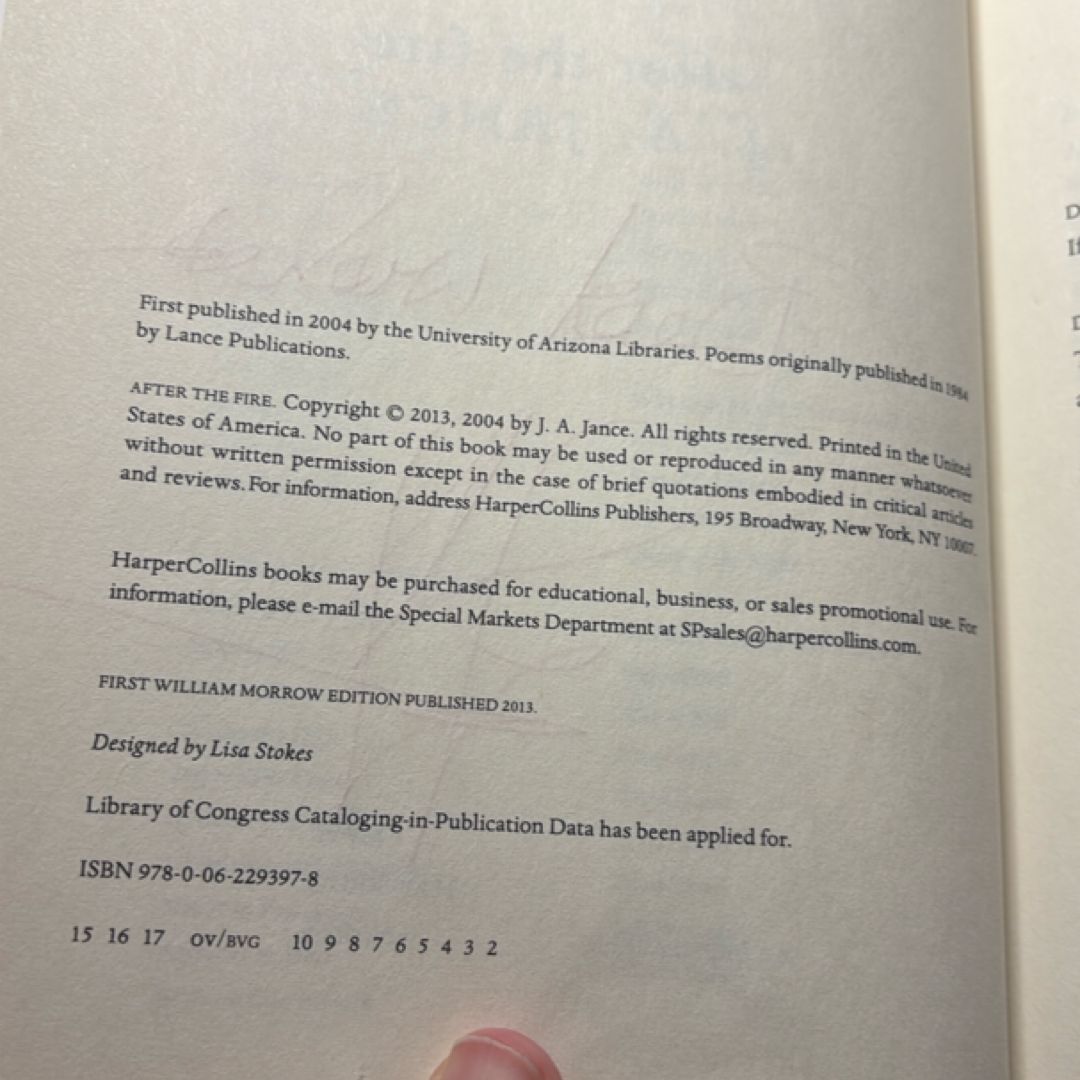 First published in 2004 by the University of Arizona Libraries. Poems originally published in 1984
by Lance Publications.
AFTER THE FIRE. Copyright © 2013, 2004 by J. A. Jance. All rights reserved. Printed in the United
States of America. No part of this book may be used or reproduced in any manner whatsoever
without written permission except in the case of brief quotations embodied in critical articles
and reviews. For information, address HarperCollins Publishers, 195 Broadway, New York, NY 10007.
HarperCollins books may be purchased for educational, business, or sales promotional use. For
information, please e-mail the Special Markets Department at SPsales@harpercollins.com.
FIRST WILLIAM MORROW EDITION PUBLISHED 2013.
Designed by Lisa Stokes
Library of Congress Cataloging-in-Publication Data has been applied for.
ISBN 978-0-06-229397-8
15 16 17 OV/BVG 10 9 8 7 6 5 4 3 2